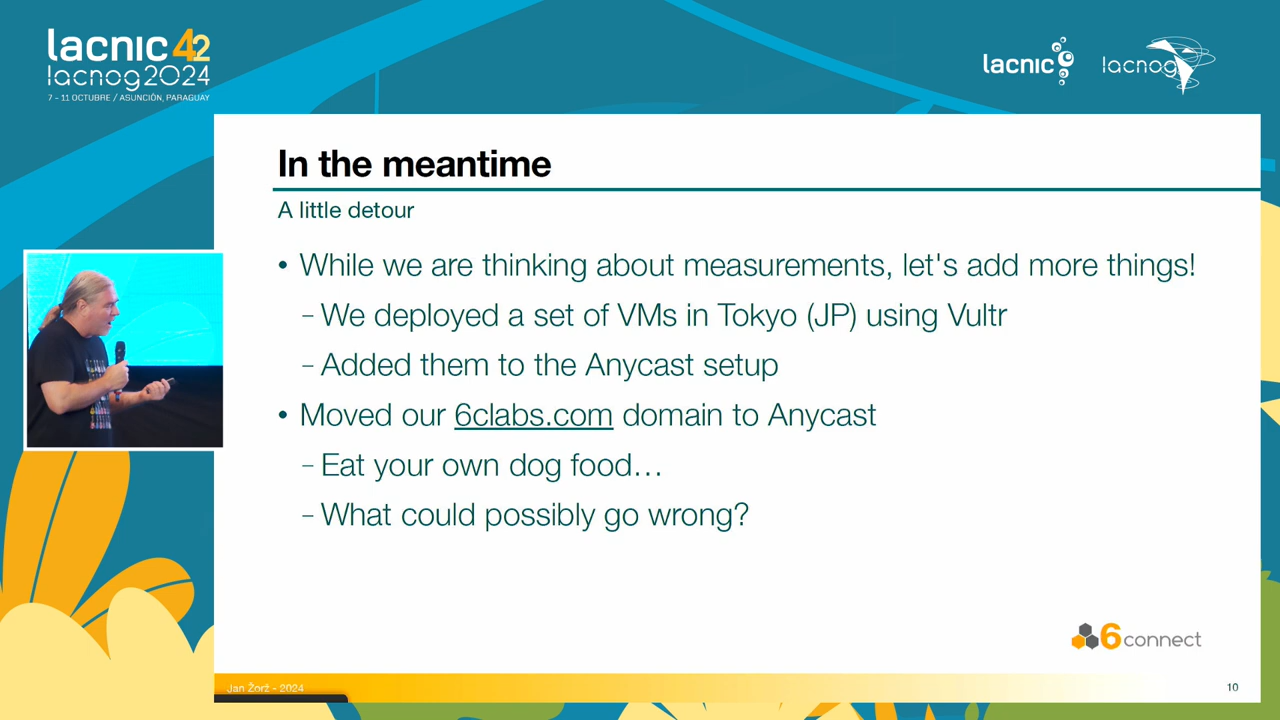 lacnic 42
lacnog2024
7 - 11 OCTUBRE / ASUNCIÓN, PARAGUAY
lacnic
lacnog
In the meantime
A little detour
• While we are thinking about measurements, let's add more things!
– We deployed a set of VMs in Tokyo (JP) using Vultr
– Added them to the Anycast setup
• Moved our 6clabs.com domain to Anycast
– Eat your own dog food…
– What could possibly go wrong?
6connect
Jan Žorž - 2024
10